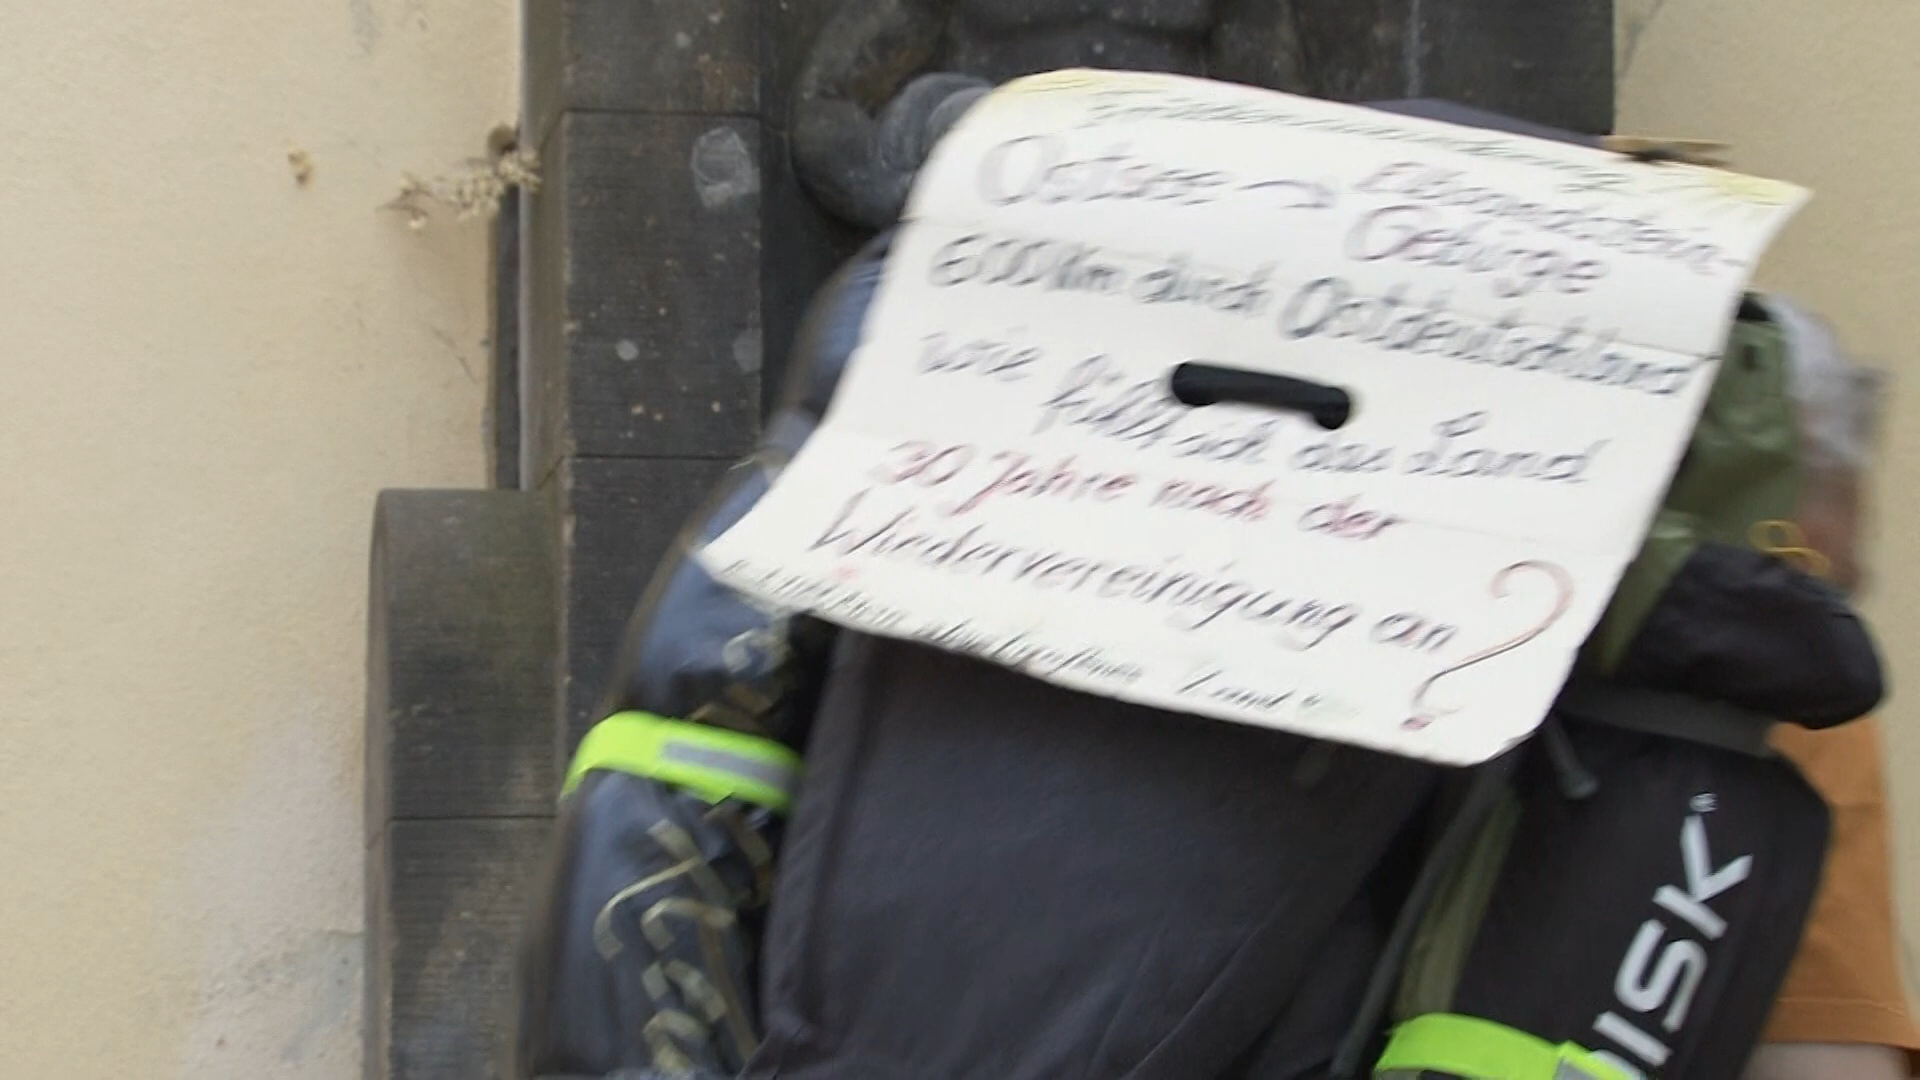 Ostsee → Elbsandstein-
Gebirge
600 km durch Ostdeutschland
wie fühlt sich das Land
30 Jahre nach der
Wiedervereinigung an?
ISK®